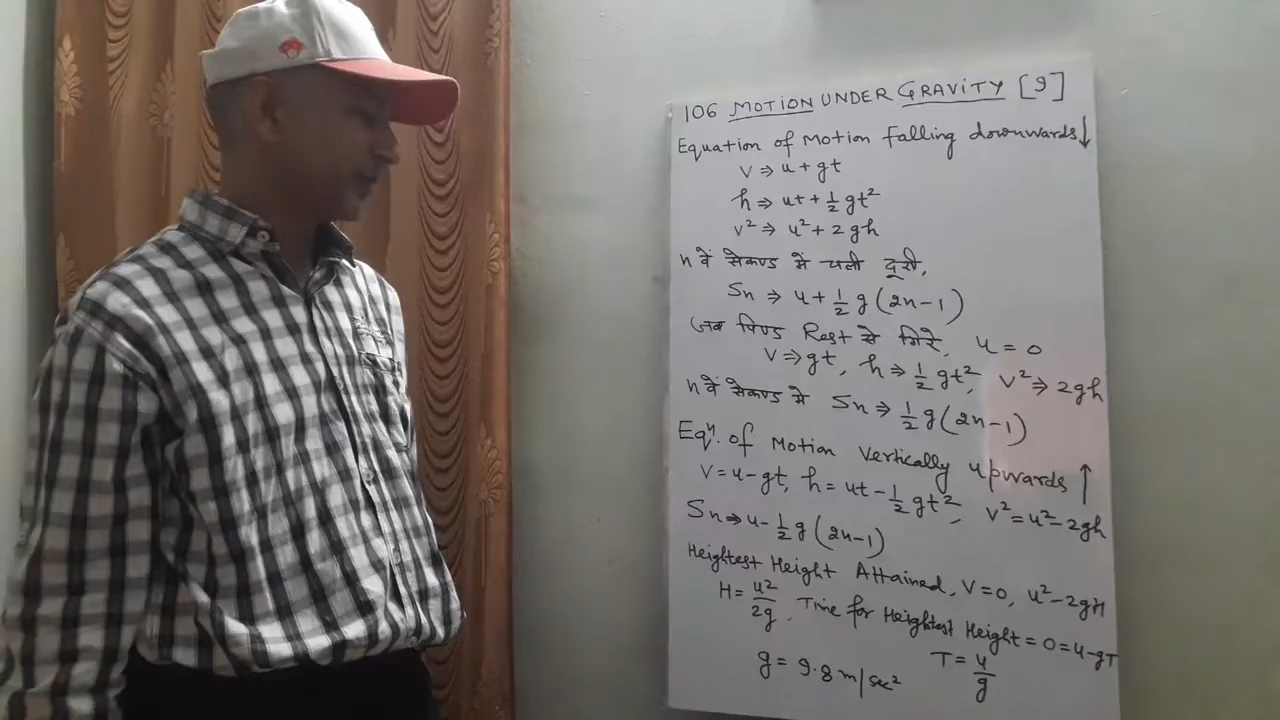 106 MOTION UNDER GRAVITY [9]
Equation of Motion falling downwards ↓
V ⇒ u + gt
h ⇒ ut + 1/2 gt²
v² ⇒ u² + 2gh
n वें सेकण्ड में चली दूरी,
Sn ⇒ u + 1/2 g (2n-1)
जब पिण्ड Rest से गिरे, u = 0
V ⇒ gt, h ⇒ 1/2 gt², V² ⇒ 2gh
n वें सेकण्ड में Sn ⇒ 1/2 g (2n-1)
Eqⁿ. of Motion Vertically upwards ↑
V = u - gt, h = ut - 1/2 gt², V² = u² - 2gh
Sn ⇒ u - 1/2 g (2n-1)
Heightest Height Attained, V=0, u² - 2gH
H = u²/2g, Time for Heightest Height = 0 = u - gT
g = 9.8 m/sec² T = u/g